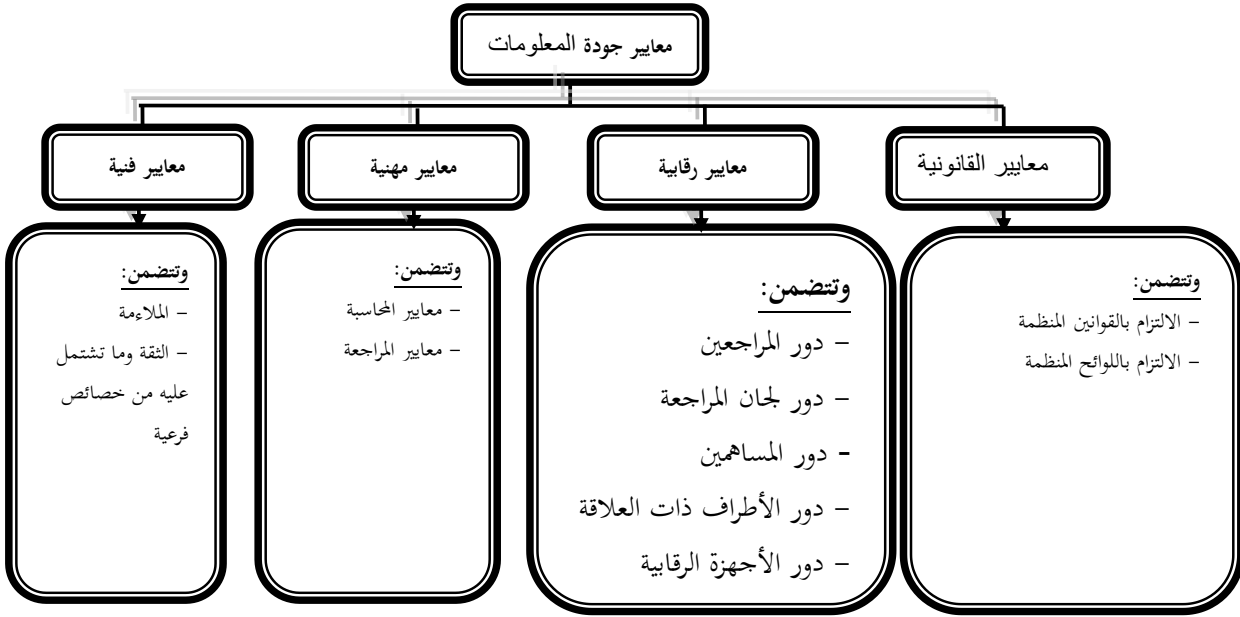 معايير جودة المعلومات
معايير القانونية
معايير رقابية
معايير مهنية
معايير فنية
وتتضمن:
– الالتزام بالقوانين المنظمة
– الالتزام باللوائح المنظمة
وتتضمن:
– دور المراجعين
– دور لجان المراجعة
- دور المساهمين
– دور الأطراف ذات العلاقة
– دور الأجهزة الرقابية
وتتضمن:
– معايير المحاسبة
– معايير المراجعة
وتتضمن:
– الملاءمة
– الثقة وما تشتمل
عليه من خصائص
فرعية